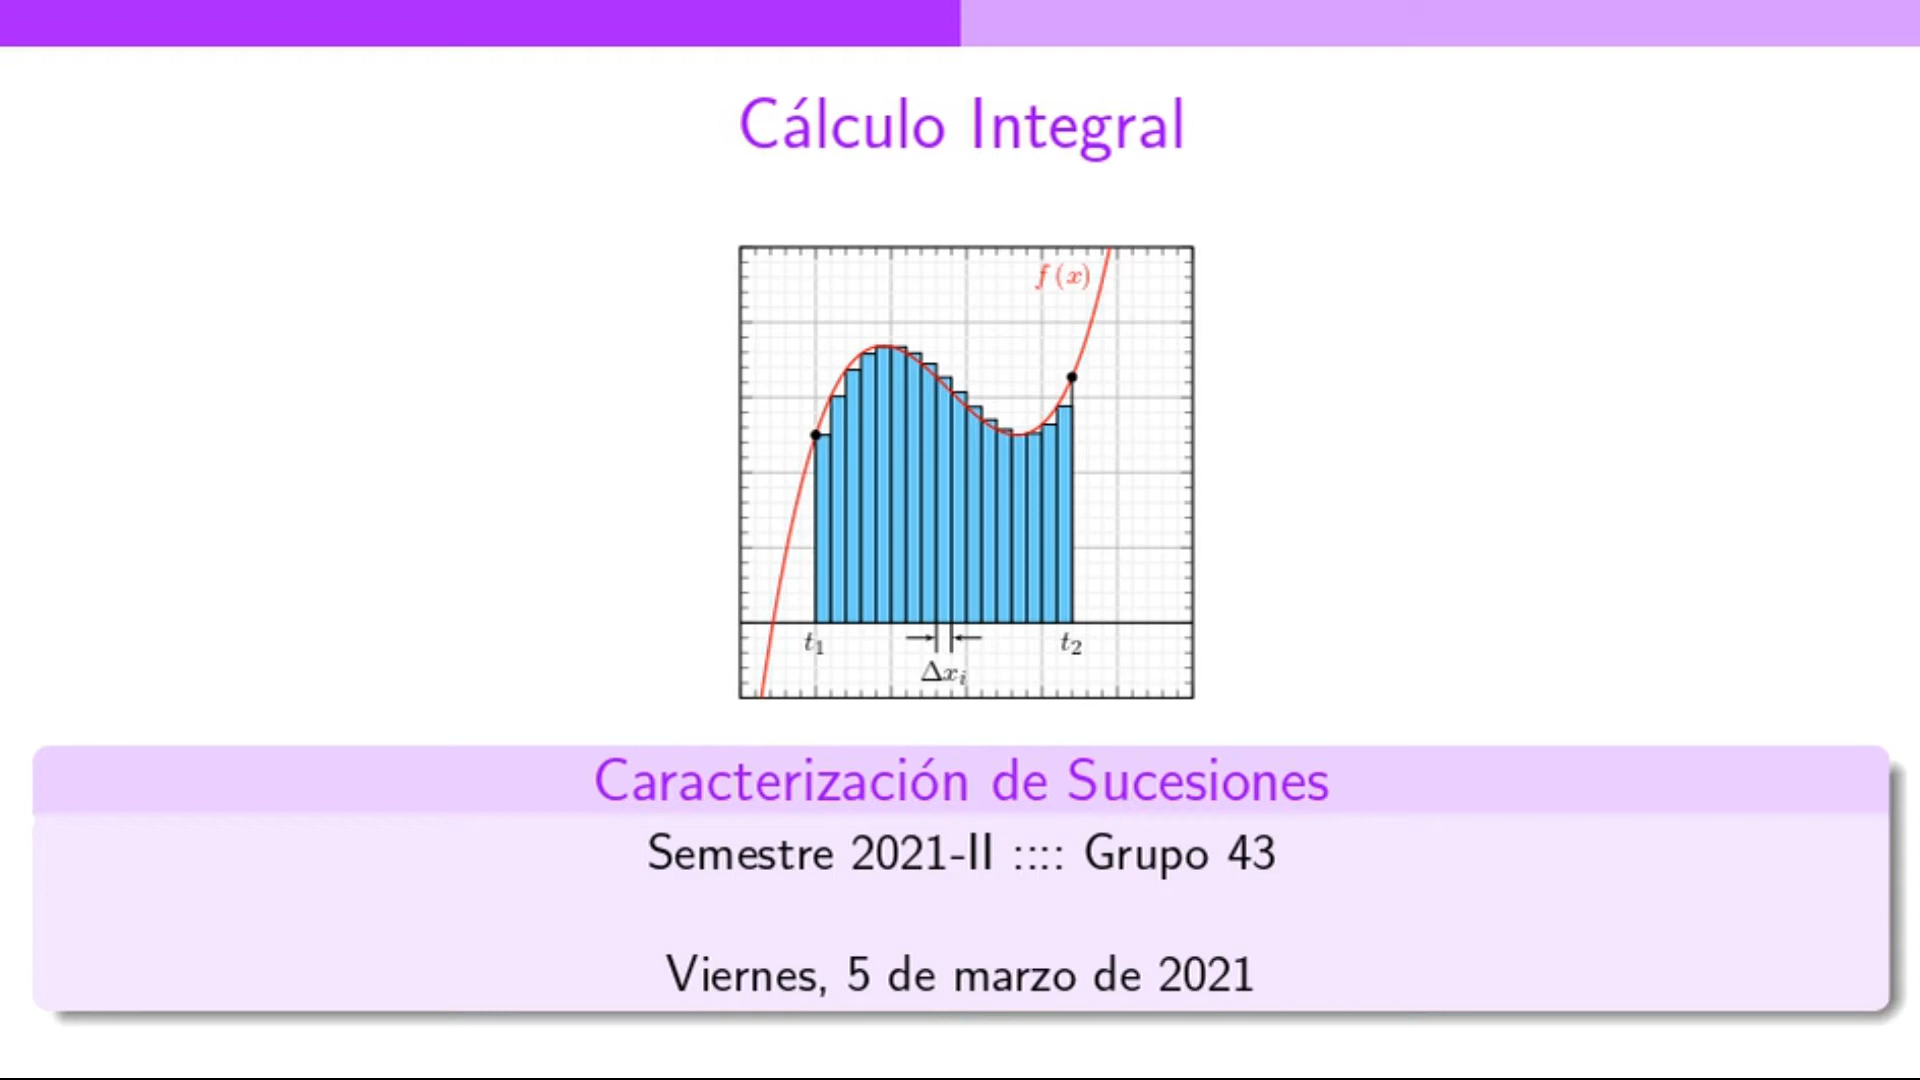 Cálculo Integral
f(x)
t₁
t₂
Δxᵢ
Caracterización de Sucesiones
Semestre 2021-II :::: Grupo 43
Viernes, 5 de marzo de 2021